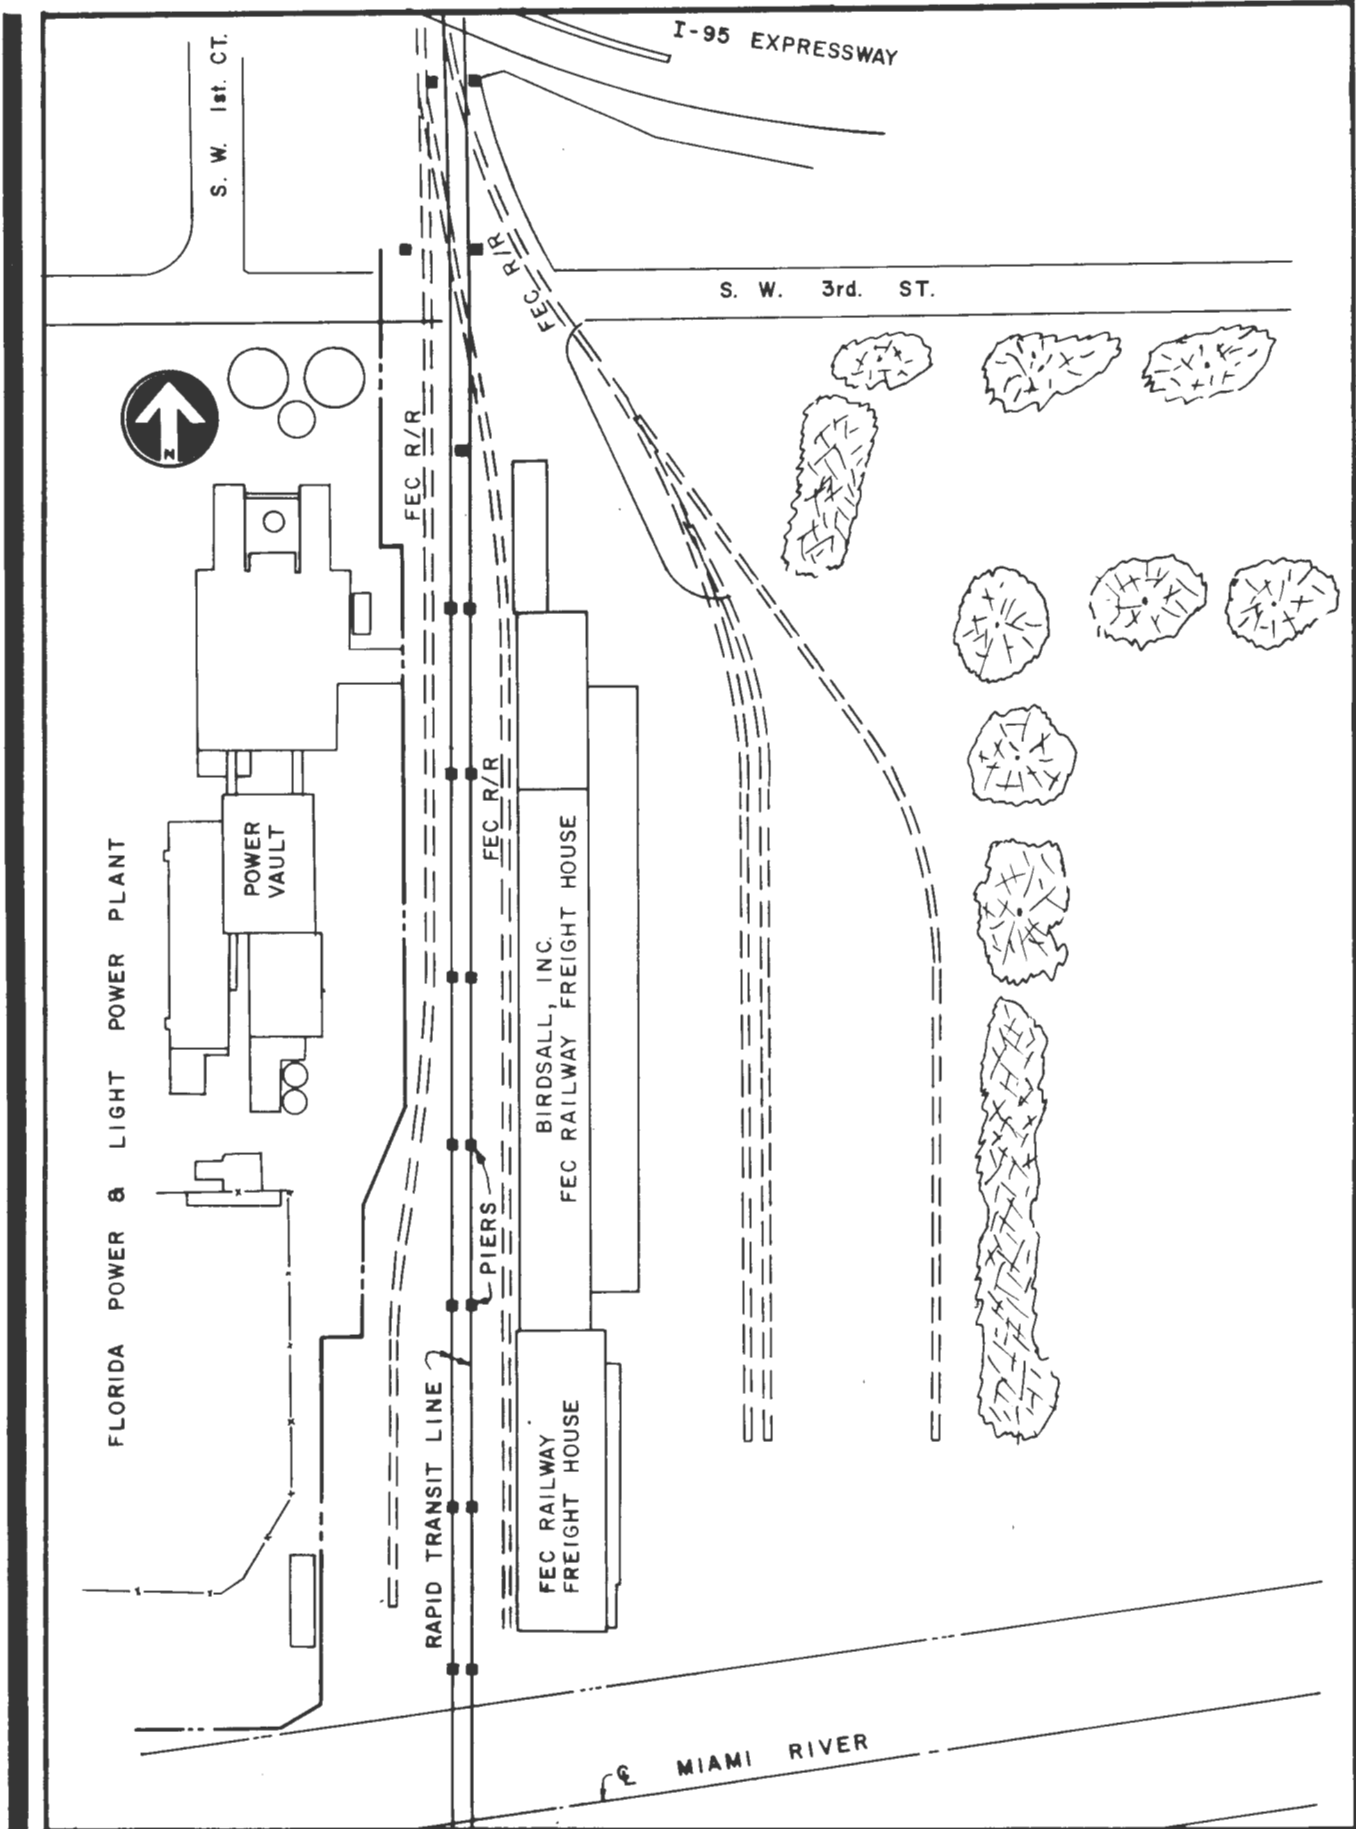 I-95 EXPRESSWAY
S. W. 1st. CT.
S. W. 3rd. ST.
FEC R/R
N
FEC R/R
FEC R/R
POWER
VAULT
FLORIDA POWER & LIGHT POWER PLANT
BIRDSALL, INC.
FEC RAILWAY FREIGHT HOUSE
PIERS
RAPID TRANSIT LINE
FEC RAILWAY
FREIGHT HOUSE
℄ MIAMI RIVER